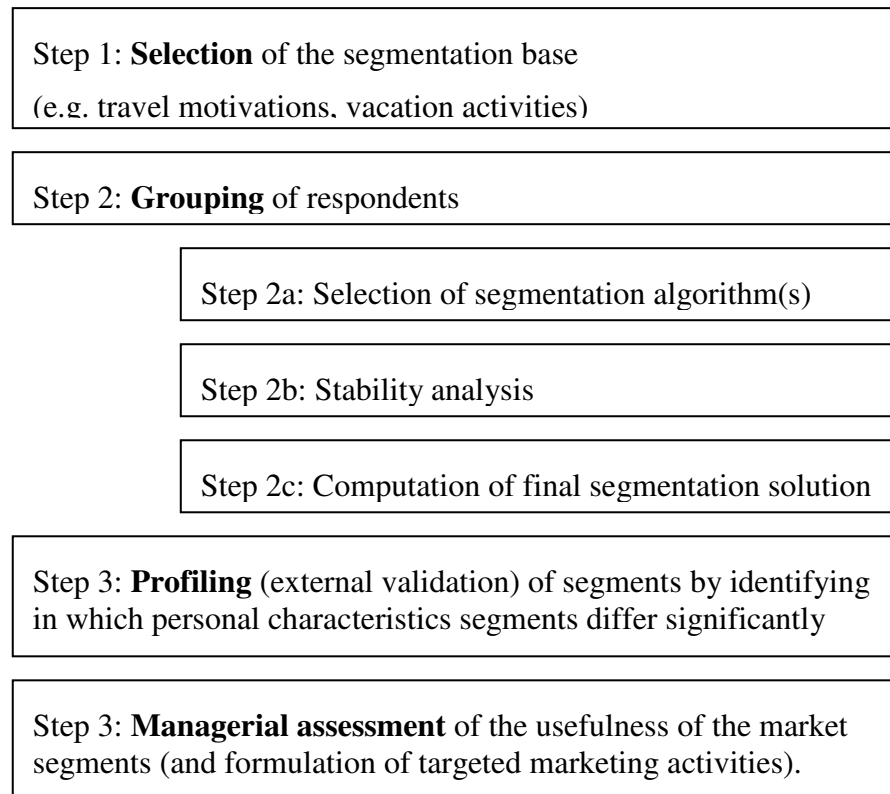 Step 1: Selection of the segmentation base
(e.g. travel motivations, vacation activities)
Step 2: Grouping of respondents
Step 2a: Selection of segmentation algorithm(s)
Step 2b: Stability analysis
Step 2c: Computation of final segmentation solution
Step 3: Profiling (external validation) of segments by identifying
in which personal characteristics segments differ significantly
Step 3: Managerial assessment of the usefulness of the market
segments (and formulation of targeted marketing activities).